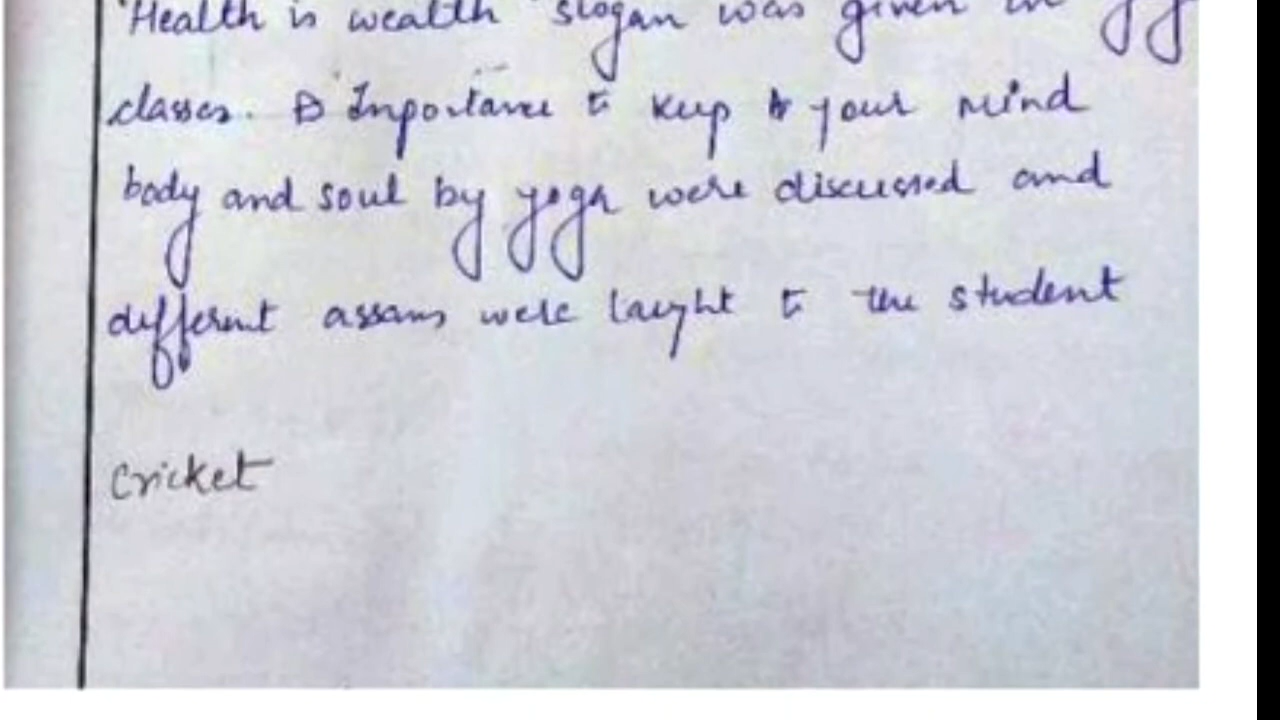 "Health is wealth" slogan was given in
classes. Importance to keep your mind
body and soul by yoga were discussed and
different assans were taught to the student
Cricket